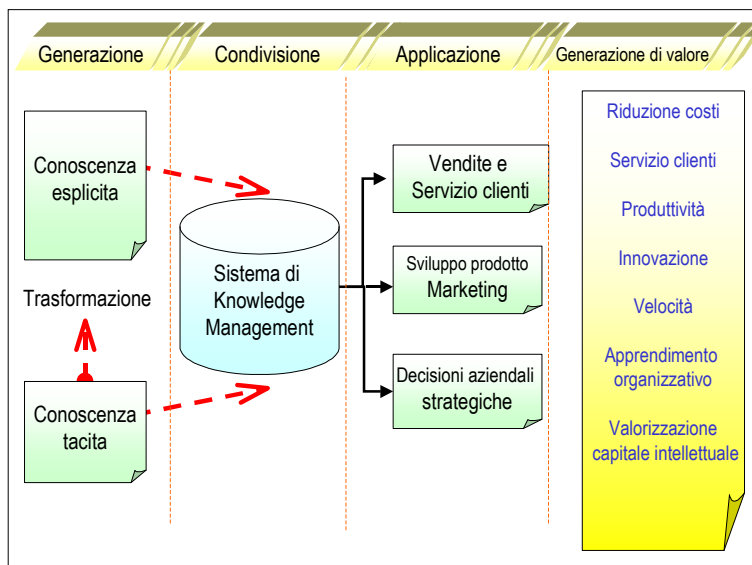 Generazione
Condivisione
Applicazione
Generazione di valore
Conoscenza
esplicita
Trasformazione
Conoscenza
tacita
Sistema di
Knowledge
Management
Vendite e
Servizio clienti
Sviluppo prodotto
Marketing
Decisioni aziendali
strategiche
Riduzione costi
Servizio clienti
Produttività
Innovazione
Velocità
Apprendimento
organizzativo
Valorizzazione
capitale intellettuale